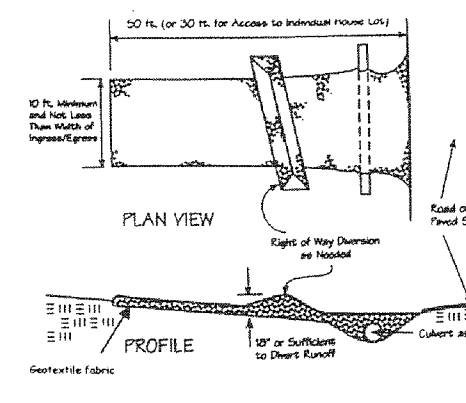 50 ft. (or 30 ft. for Access to Individual House Lot)
10 ft. Minimum
and Not Less
Than Width of
Ingress/Egress
PLAN VIEW
Right of Way Diversion
as Needed
Road o
Paved S
18" or Sufficient
to Divert Runoff
Culvert as
PROFILE
Geotextile fabric